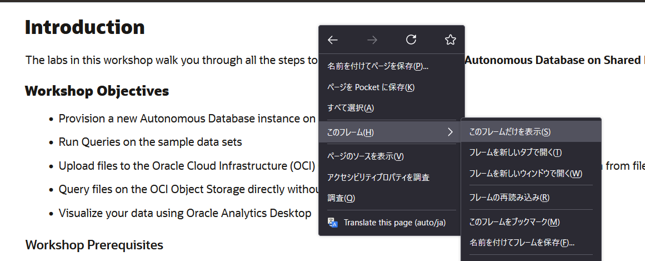 Introduction
The labs in this workshop walk you through all the steps to
Autonomous Database on Shared
Workshop Objectives
Provision a new Autonomous Database instance on
Run Queries on the sample data sets
Upload files to the Oracle Cloud Infrastructure (OCI)
from file
Query files on the OCI Object Storage directly withou
Visualize your data using Oracle Analytics Desktop
Workshop Prerequisites
名前を付けてページを保存(P)...
ページを Pocket に保存(K)
すべて選択(A)
このフレーム(H)
ページのソースを表示(V)
アクセシビリティプロパティを調査
調査(Q)
Translate this page (auto/ja)
このフレームだけを表示(S)
フレームを新しいタブで開く(T)
フレームを新しいウィンドウで開く(W)
フレームの再読み込み(R)
このフレームをブックマーク(M)
名前を付けてフレームを保存(F)...